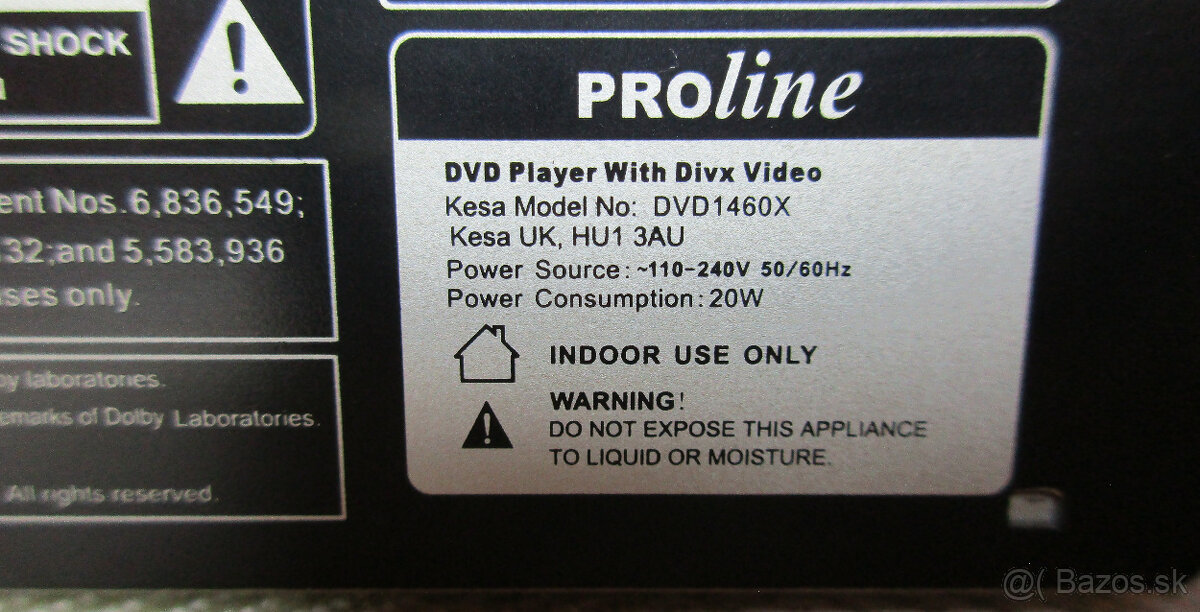 SHOCK
ent Nos. 6,836,549;
32;and 5,583,936
ses only.
by laboratories.
emarks of Dolby Laboratories.
All rights reserved.
PROline
DVD Player With Divx Video
Kesa Model No: DVD1460X
Kesa UK, HU1 3AU
Power Source: ~110-240V 50/60Hz
Power Consumption: 20W
INDOOR USE ONLY
WARNING!
DO NOT EXPOSE THIS APPLIANCE
TO LIQUID OR MOISTURE.
@( Bazos.sk